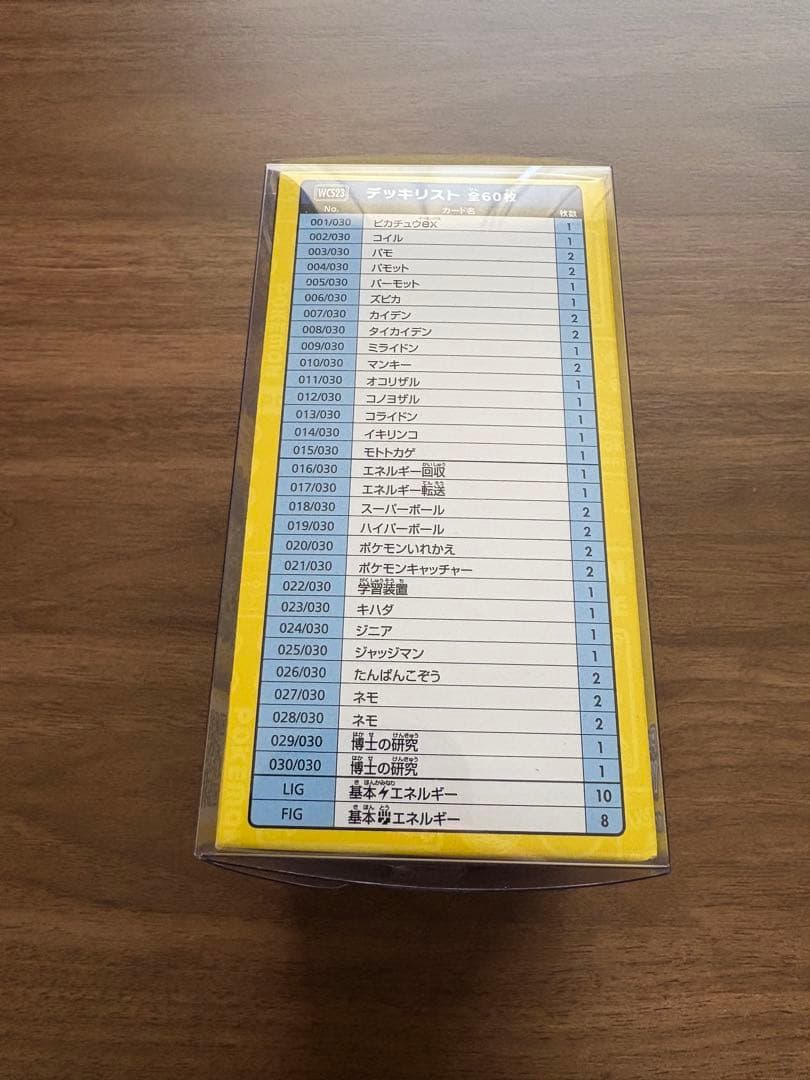 WCS23 デッキリスト 全60枚
No. カード名 枚数
001/030 ピカチュウex 1
002/030 コイル 1
003/030 パモ 2
004/030 パモット 2
005/030 パーモット 1
006/030 ズピカ 1
007/030 カイデン 2
008/030 タイカイデン 2
009/030 ミライドン 1
010/030 マンキー 2
011/030 オコリザル 1
012/030 コノヨザル 1
013/030 コライドン 1
014/030 イキリンコ 1
015/030 モトトカゲ 1
016/030 エネルギー回収 1
017/030 エネルギー転送 1
018/030 スーパーボール 2
019/030 ハイパーボール 2
020/030 ポケモンいれかえ 2
021/030 ポケモンキャッチャー 2
022/030 学習装置 1
023/030 キハダ 1
024/030 ジニア 1
025/030 ジャッジマン 1
026/030 たんぱんこぞう 2
027/030 ネモ 2
028/030 ネモ 2
029/030 博士の研究 1
030/030 博士の研究 1
LIG 基本エネルギー 10
FIG 基本エネルギー 8
POKÉMON